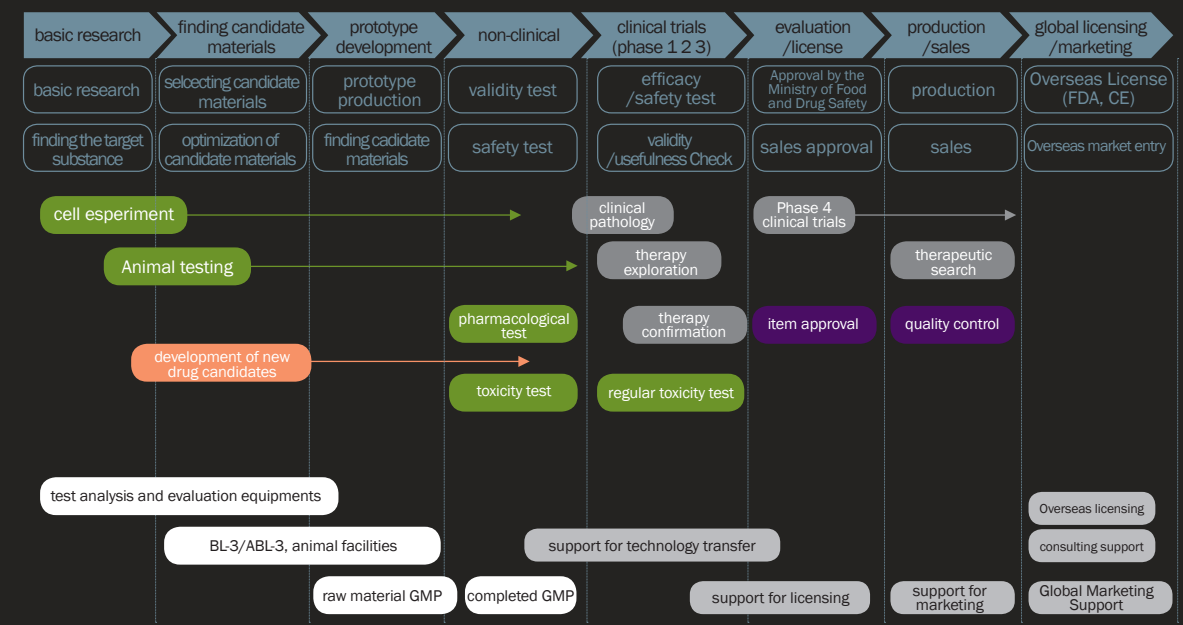 basic research
finding candidate
materials
prototype
development
non-clinical
clinical trials
(phase 1 2 3)
evaluation
/license
production
/sales
global licensing
/marketing
basic research
selcecting candidate
materials
prototype
production
validity test
efficacy
/safety test
Approval by the
Ministry of Food
and Drug Safety
production
Overseas License
(FDA, CE)
finding the target
substance
optimization of
candidate materials
finding cadidate
materials
safety test
validity
/usefulness Check
sales approval
sales
Overseas market entry
cell esperiment
clinical
pathology
Phase 4
clinical trials
Animal testing
therapy
exploration
therapeutic
search
pharmacological
test
therapy
confirmation
item approval
quality control
development of new
drug candidates
toxicity test
regular toxicity test
test analysis and evaluation equipments
Overseas licensing
BL-3/ABL-3, animal facilities
support for technology transfer
consulting support
raw material GMP
completed GMP
support for licensing
support for
marketing
Global Marketing
Support